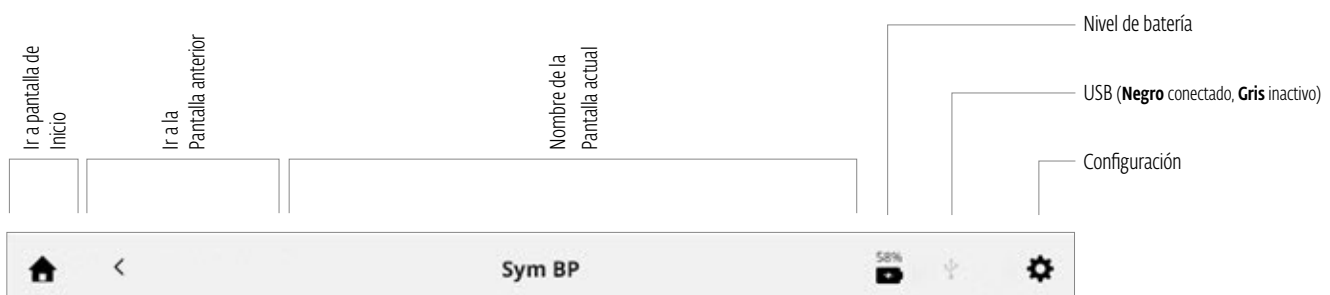 Ir a pantalla de
Inicio
Ir a la
Pantalla anterior
Nombre de la
Pantalla actual
Nivel de batería
USB (Negro conectado, Gris inactivo)
Configuración
Sym BP
58%